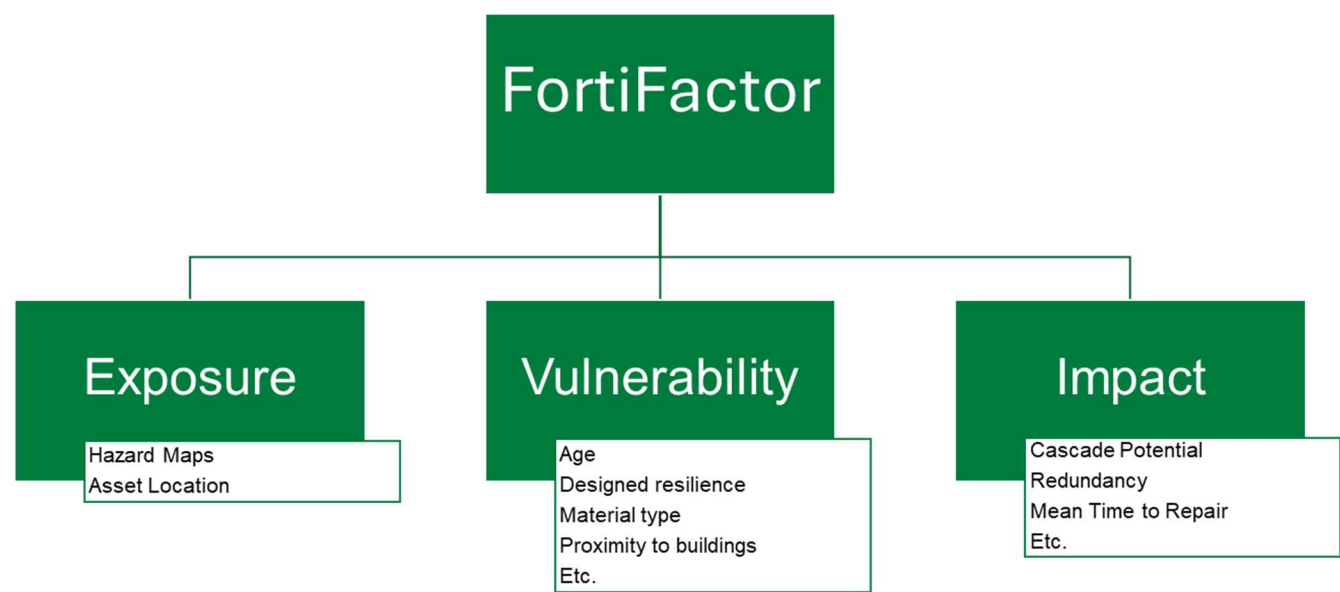 FortiFactor
Exposure
Hazard Maps
Asset Location
Vulnerability
Age
Designed resilience
Material type
Proximity to buildings
Etc.
Impact
Cascade Potential
Redundancy
Mean Time to Repair
Etc.